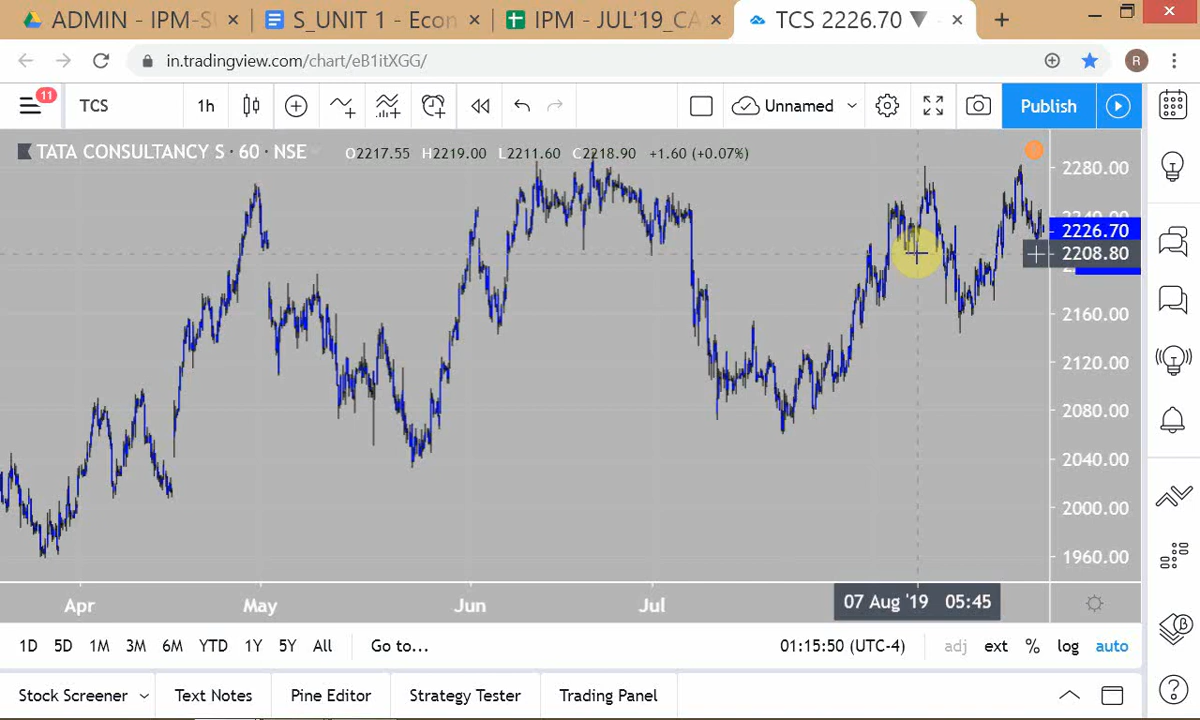 ADMIN - IPM-S
S_UNIT 1 - Econ
IPM - JUL'19_CA
TCS 2226.70 ▼
in.tradingview.com/chart/eB1itXGG/
R
11
TCS
1h
Unnamed
Publish
TATA CONSULTANCY S · 60 · NSE
O2217.55 H2219.00 L2211.60 C2218.90 +1.60 (+0.07%)
2280.00
2240.00
2226.70
2208.80
2160.00
2120.00
2080.00
2040.00
2000.00
1960.00
Apr
May
Jun
Jul
07 Aug '19 05:45
1D 5D 1M 3M 6M YTD 1Y 5Y All
Go to...
01:15:50 (UTC-4)
adj ext % log auto
Stock Screener
Text Notes
Pine Editor
Strategy Tester
Trading Panel